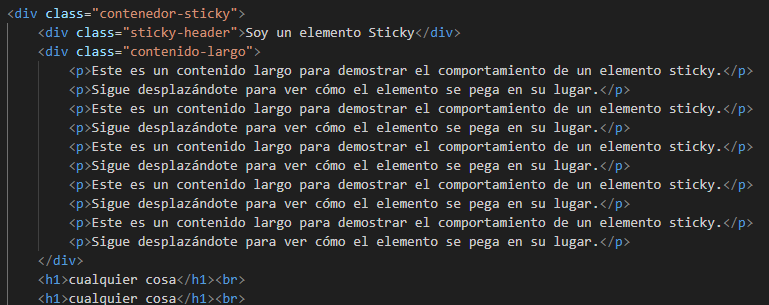 <div class="contenedor-sticky">
<div class="sticky-header">Soy un elemento Sticky</div>
<div class="contenido-largo">
<p>Este es un contenido largo para demostrar el comportamiento de un elemento sticky.</p>
<p>Sigue desplazándote para ver cómo el elemento se pega en su lugar.</p>
<p>Este es un contenido largo para demostrar el comportamiento de un elemento sticky.</p>
<p>Sigue desplazándote para ver cómo el elemento se pega en su lugar.</p>
<p>Este es un contenido largo para demostrar el comportamiento de un elemento sticky.</p>
<p>Sigue desplazándote para ver cómo el elemento se pega en su lugar.</p>
<p>Este es un contenido largo para demostrar el comportamiento de un elemento sticky.</p>
<p>Sigue desplazándote para ver cómo el elemento se pega en su lugar.</p>
<p>Este es un contenido largo para demostrar el comportamiento de un elemento sticky.</p>
<p>Sigue desplazándote para ver cómo el elemento se pega en su lugar.</p>
</div>
<h1>cualquier cosa</h1><br>
<h1>cualquier cosa</h1><br>